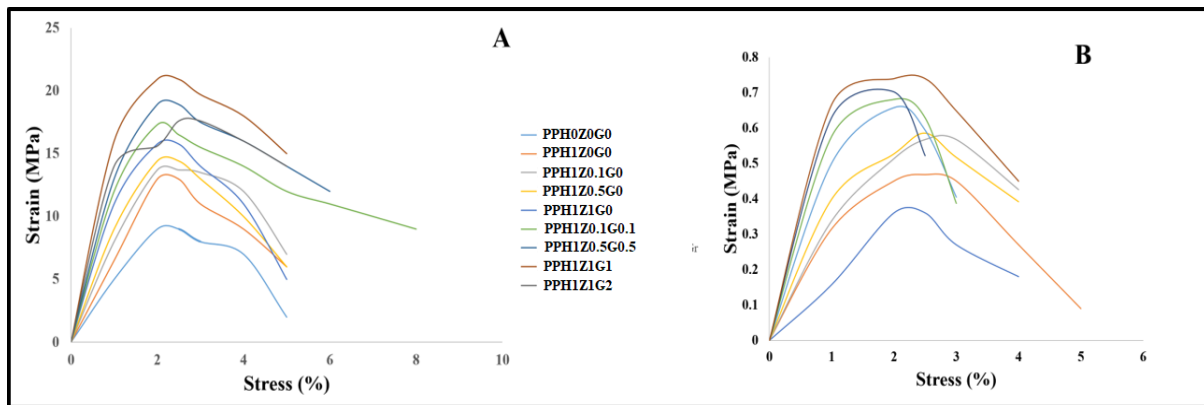 A
25
20
15
10
5
0
0 2 4 6 8 10
Strain (MPa)
Stress (%)
PPH0Z0G0
PPH1Z0G0
PPH1Z0.1G0
PPH1Z0.5G0
PPH1Z1G0
PPH1Z0.1G0.1
PPH1Z0.5G0.5
PPH1Z1G1
PPH1Z1G2
B
0.8
0.7
0.6
0.5
0.4
0.3
0.2
0.1
0
0 1 2 3 4 5 6
Strain (MPa)
Stress (%)